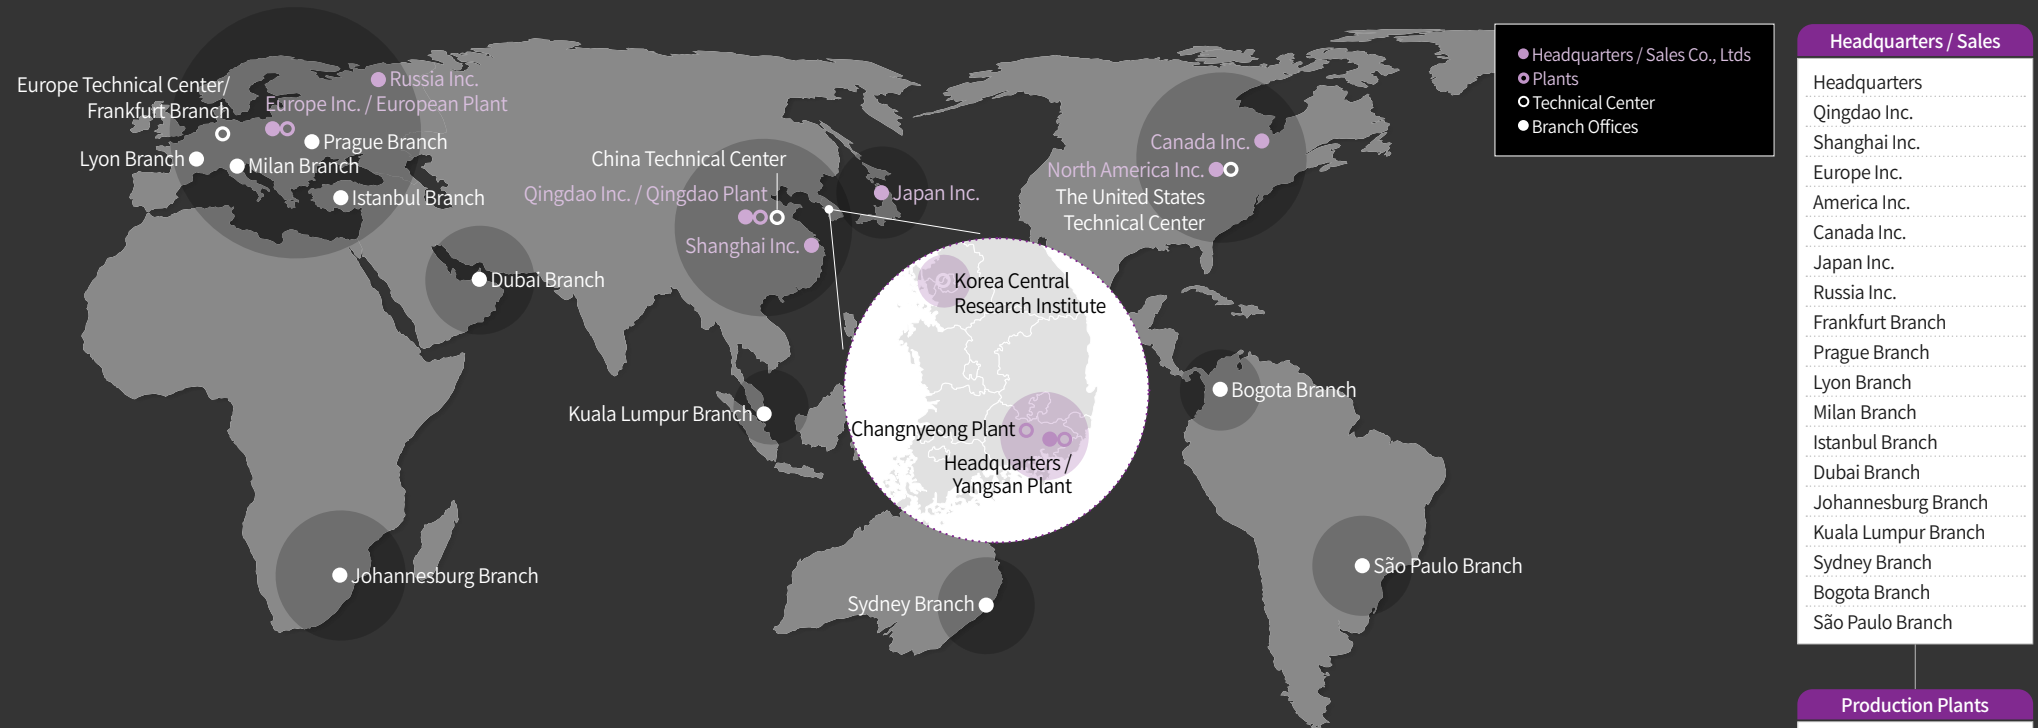 Europe Technical Center/
Frankfurt Branch
Russia Inc.
Europe Inc. / European Plant
Prague Branch
Lyon Branch
Milan Branch
Istanbul Branch
Dubai Branch
Johannesburg Branch
China Technical Center
Qingdao Inc. / Qingdao Plant
Shanghai Inc.
Japan Inc.
Kuala Lumpur Branch
Sydney Branch
Korea Central
Research Institute
Changnyeong Plant
Headquarters /
Yangsan Plant
Canada Inc.
North America Inc.
The United States
Technical Center
Bogota Branch
São Paulo Branch
Headquarters / Sales Co., Ltds
Plants
Technical Center
Branch Offices
Headquarters / Sales
Headquarters
Qingdao Inc.
Shanghai Inc.
Europe Inc.
America Inc.
Canada Inc.
Japan Inc.
Russia Inc.
Frankfurt Branch
Prague Branch
Lyon Branch
Milan Branch
Istanbul Branch
Dubai Branch
Johannesburg Branch
Kuala Lumpur Branch
Sydney Branch
Bogota Branch
São Paulo Branch
Production Plants